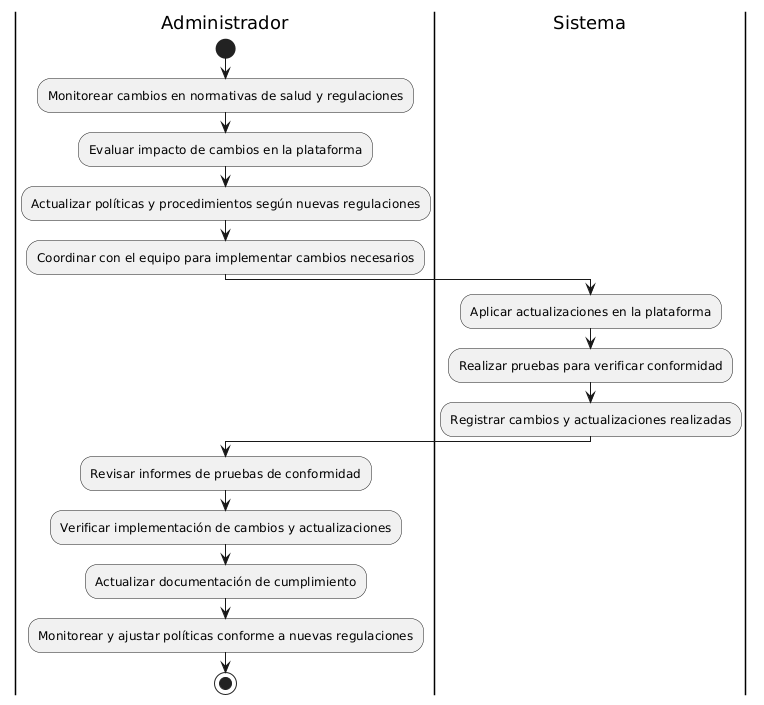 Administrador
Sistema
Monitorear cambios en normativas de salud y regulaciones
Evaluar impacto de cambios en la plataforma
Actualizar políticas y procedimientos según nuevas regulaciones
Coordinar con el equipo para implementar cambios necesarios
Aplicar actualizaciones en la plataforma
Realizar pruebas para verificar conformidad
Registrar cambios y actualizaciones realizadas
Revisar informes de pruebas de conformidad
Verificar implementación de cambios y actualizaciones
Actualizar documentación de cumplimiento
Monitorear y ajustar políticas conforme a nuevas regulaciones